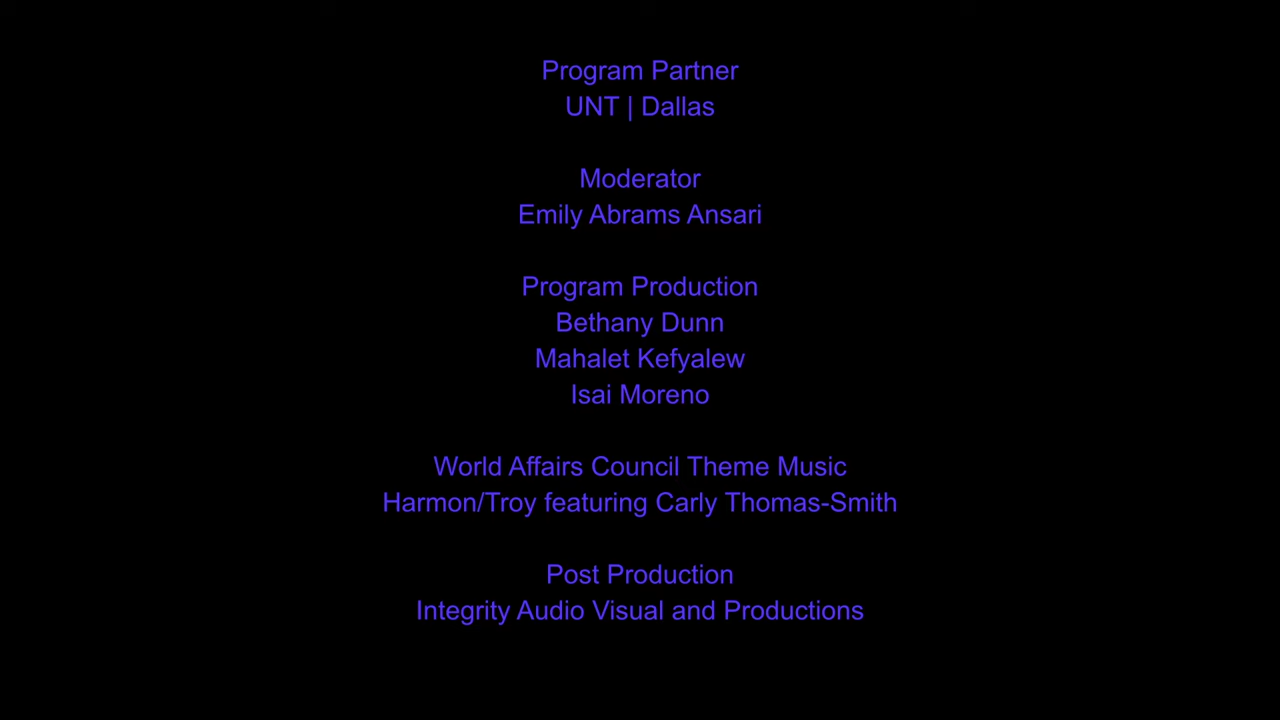 Program Partner
UNT | Dallas
Moderator
Emily Abrams Ansari
Program Production
Bethany Dunn
Mahalet Kefyalew
Isai Moreno
World Affairs Council Theme Music
Harmon/Troy featuring Carly Thomas-Smith
Post Production
Integrity Audio Visual and Productions